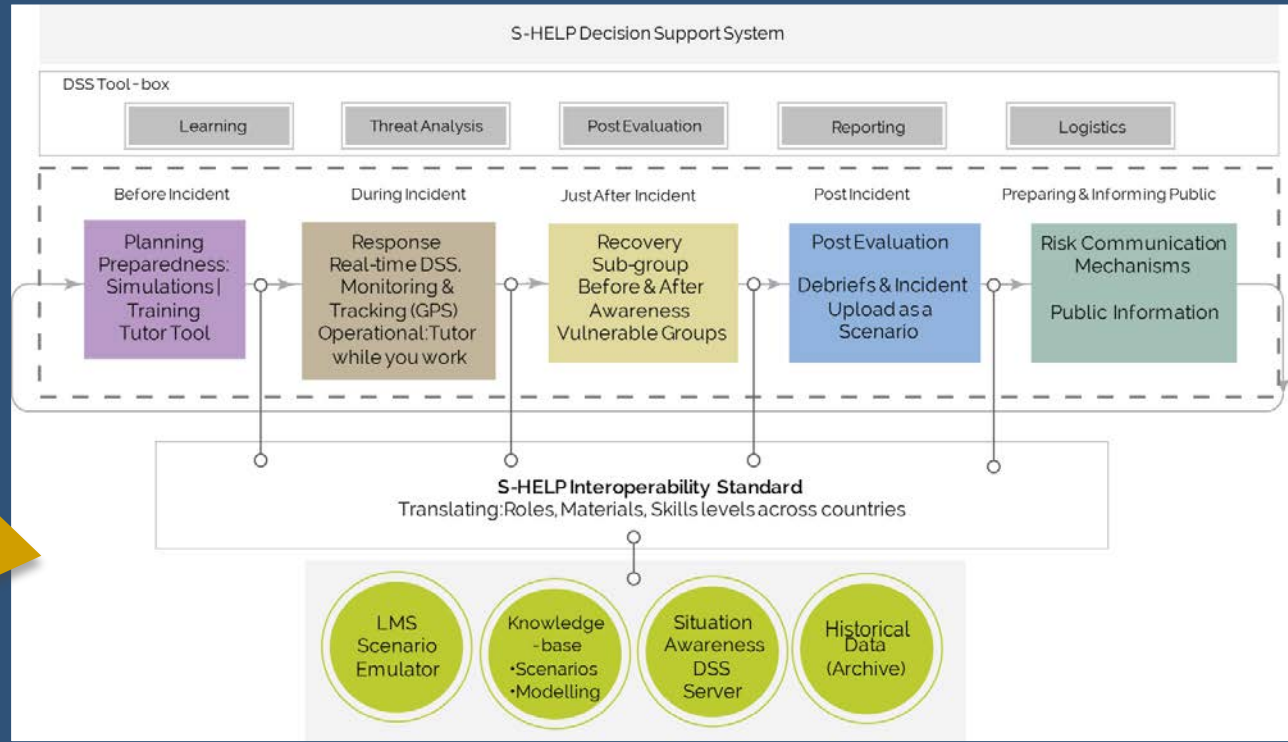 S-HELP Decision Support System
DSS Tool-box
Learning
Threat Analysis
Post Evaluation
Reporting
Logistics
Before Incident
During Incident
Just After Incident
Post Incident
Preparing & Informing Public
Planning
Preparedness:
Simulations|
Training
Tutor Tool
Response
Real-time DSS,
Monitoring &
Tracking (GPS)
Operational:Tutor
while you work
Recovery
Sub-group
Before & After
Awareness
Vulnerable Groups
Post Evaluation
Debriefs & Incident
Upload as a
Scenario
Risk Communication
Mechanisms
Public Information
S-HELP Interoperability Standard
Translating:Roles, Materials, Skills levels across countries
LMS
Scenario
Emulator
Knowledge
-base
•Scenarios
•Modelling
Situation
Awareness
DSS
Server
Historical
Data
(Archive)